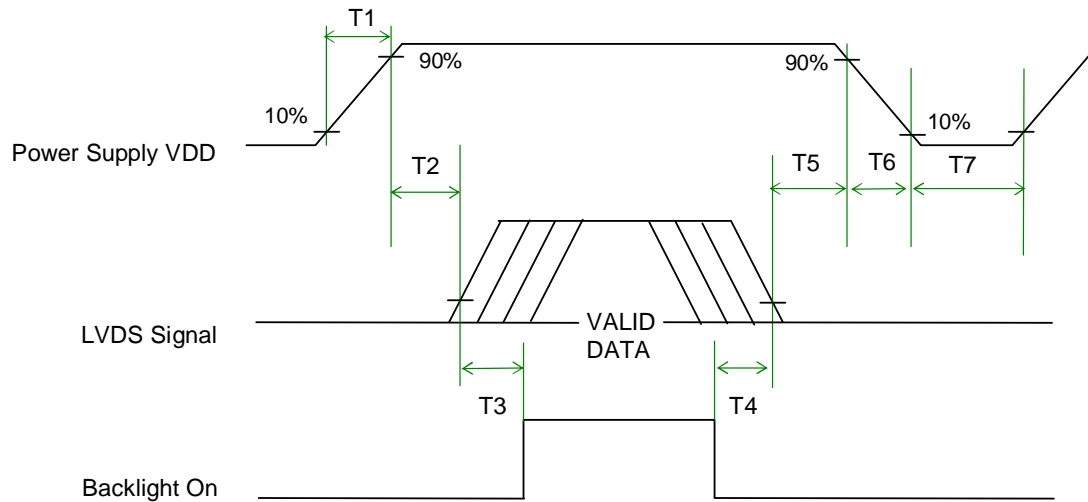 T1
90%
90%
10%
10%
Power Supply VDD
T2
T5
T6
T7
VALID
DATA
LVDS Signal
T3
T4
Backlight On